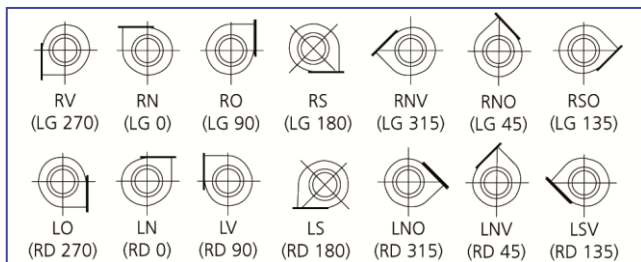 RV RN RO RS RNV RNO RSO
(LG 270) (LG 0) (LG 90) (LG 180) (LG 315) (LG 45) (LG 135)
LO LN LV LS LNO LNV LSV
(RD 270) (RD 0) (RD 90) (RD 180) (RD 315) (RD 45) (RD 135)